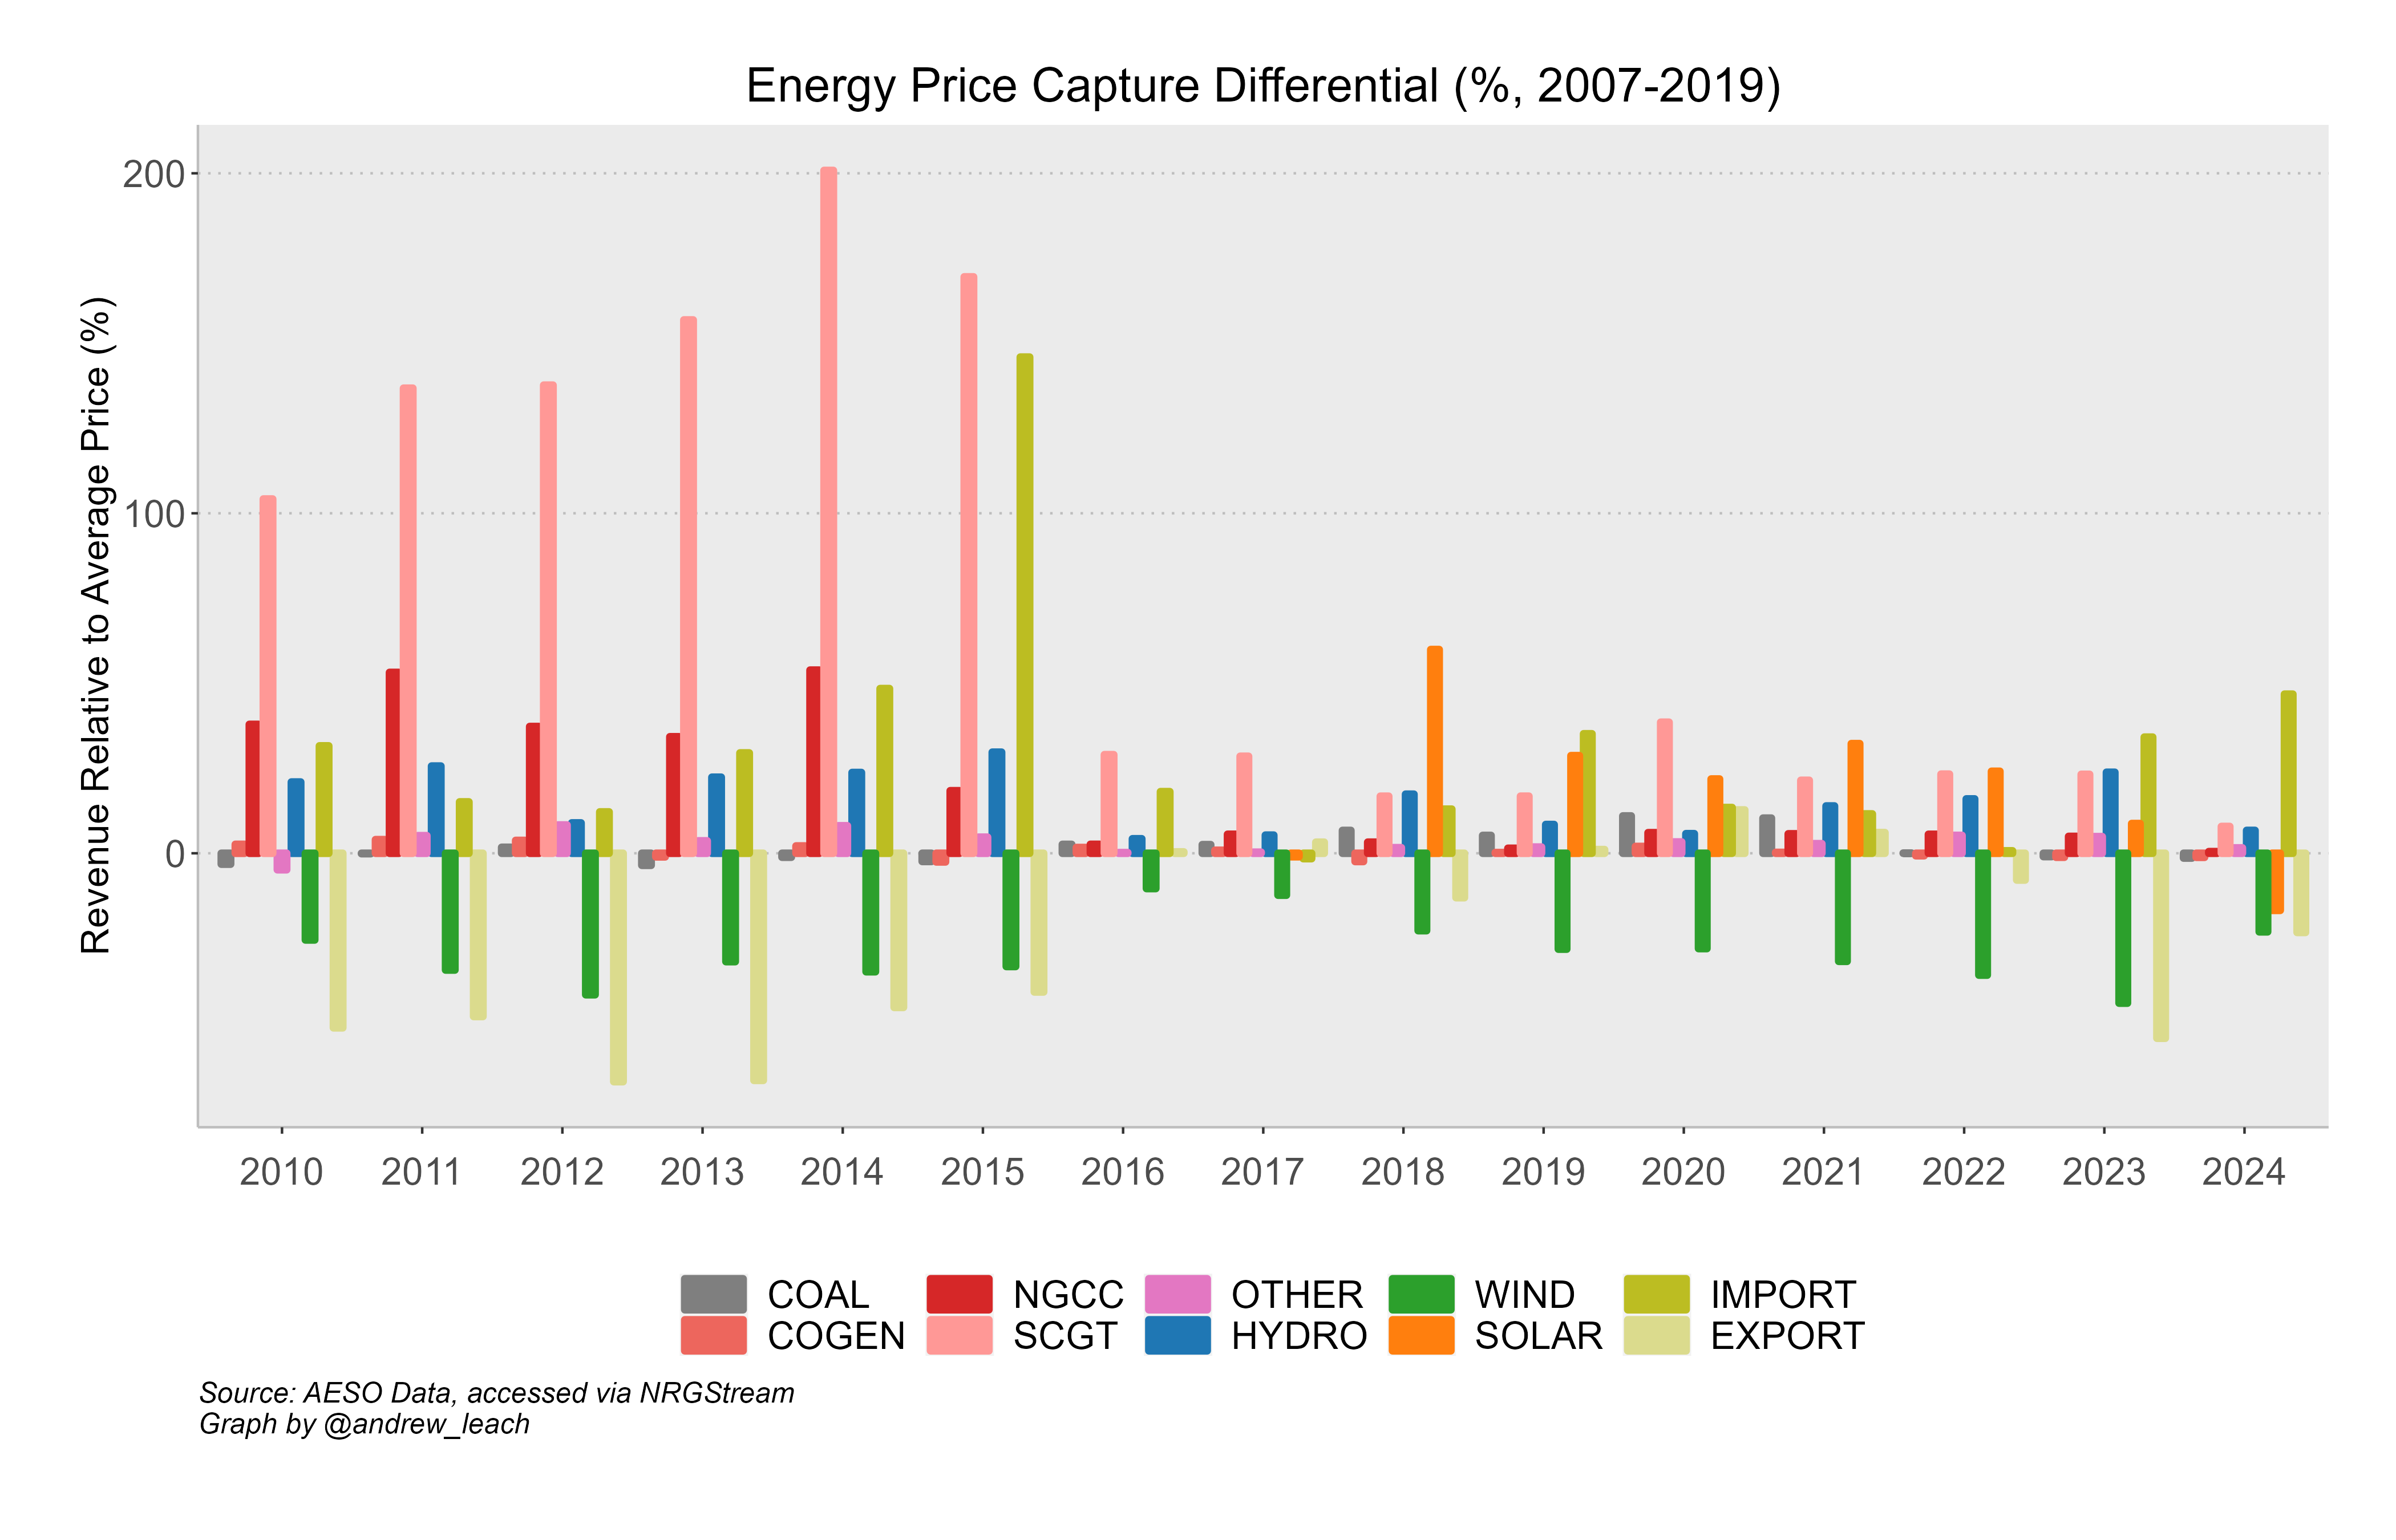 Energy Price Capture Differential (%, 2007-2019)
Revenue Relative to Average Price (%)
200
100
0
2010 2011 2012 2013 2014 2015 2016 2017 2018 2019 2020 2021 2022 2023 2024
COAL NGCC OTHER WIND IMPORT
COGEN SCGT HYDRO SOLAR EXPORT
Source: AESO Data, accessed via NRGStream
Graph by @andrew_leach